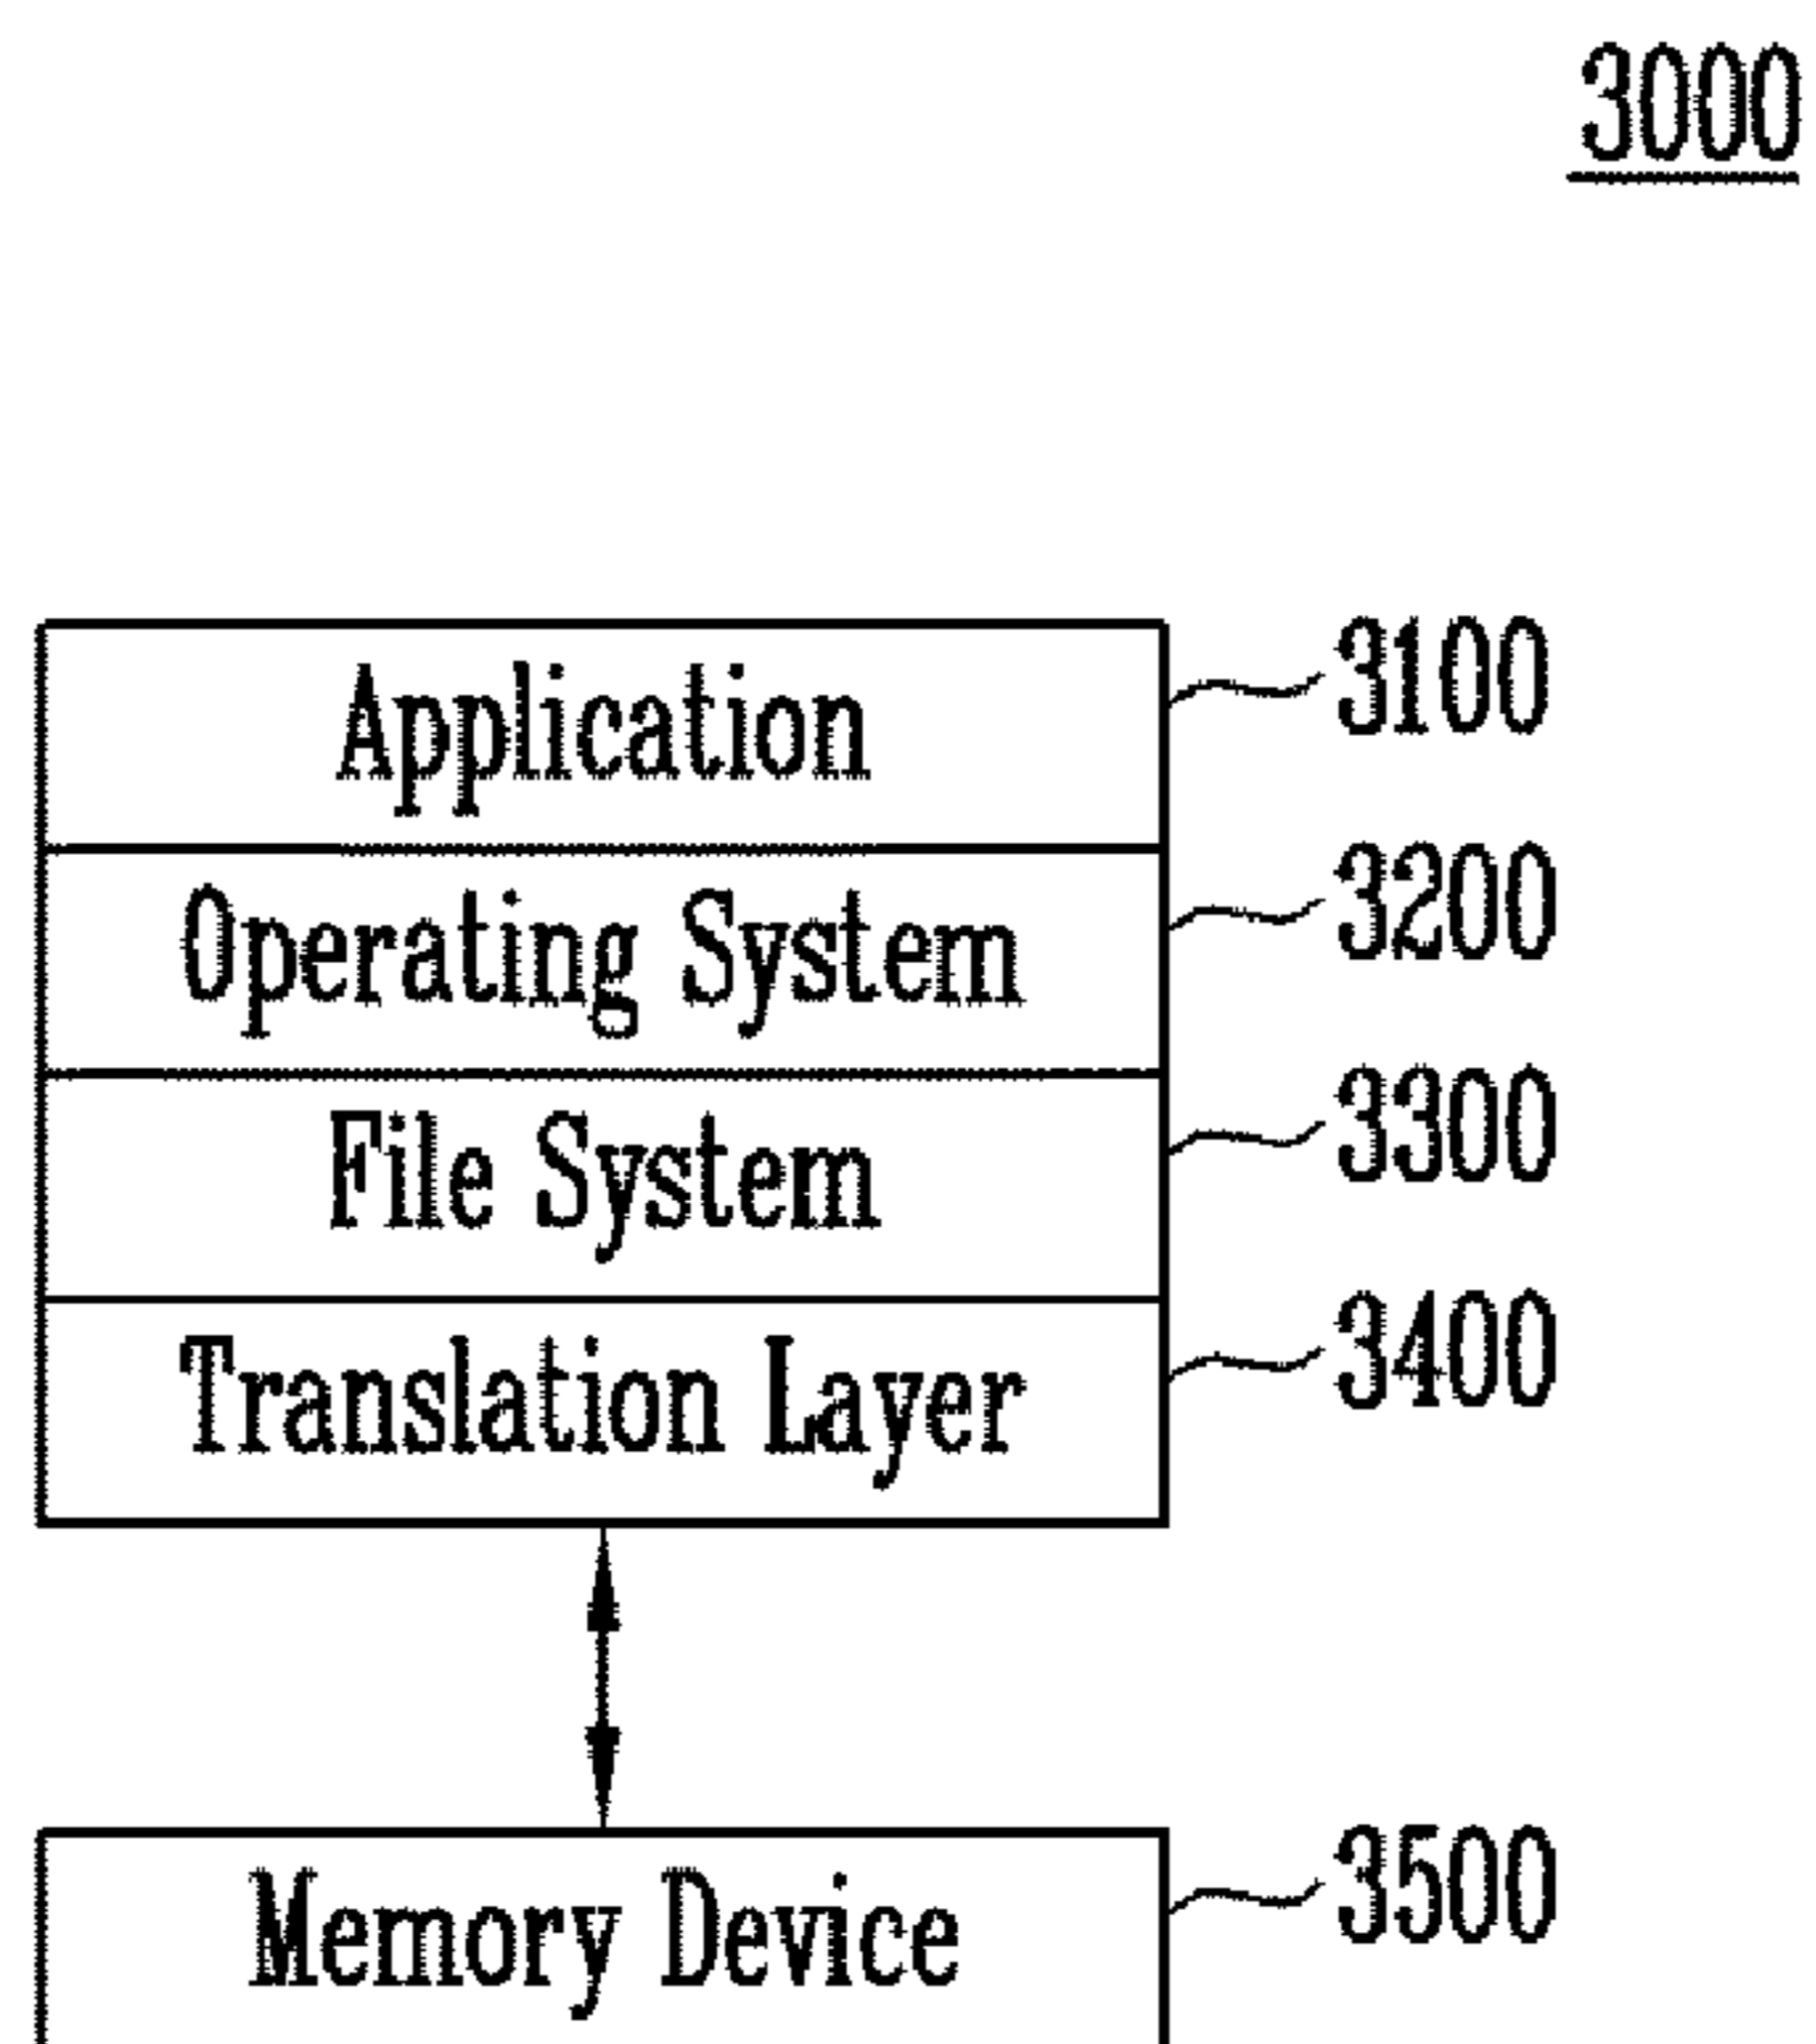 3000
Application 3100
Operating System 3200
File System 3300
Translation Layer 3400
Memory Device 3500